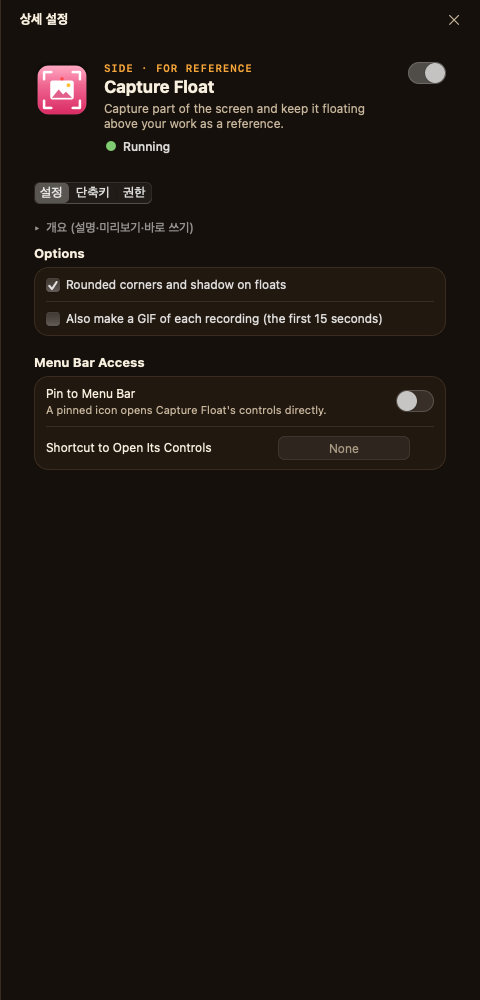 상세 설정
SIDE · FOR REFERENCE
Capture Float
Capture part of the screen and keep it floating
above your work as a reference.
Running
설정 단축키 권한
개요 (설명·미리보기·바로 쓰기)
Options
Rounded corners and shadow on floats
Also make a GIF of each recording (the first 15 seconds)
Menu Bar Access
Pin to Menu Bar
A pinned icon opens Capture Float's controls directly.
Shortcut to Open Its Controls
None